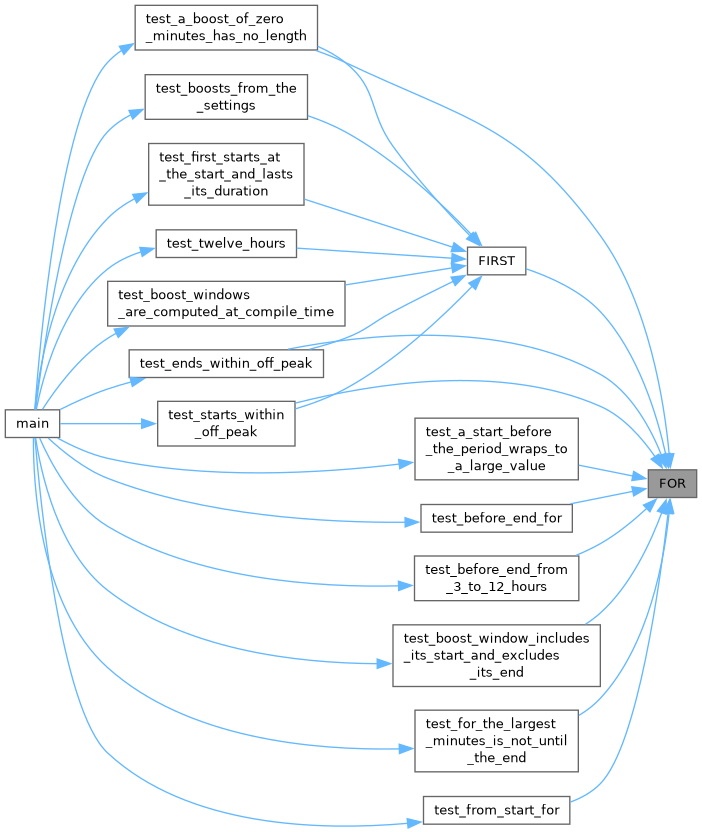 test_a_boost_of_zero
_minutes_has_no_length
test_boosts_from_the
_settings
test_first_starts_at
_the_start_and_lasts
_its_duration
test_twelve_hours
FIRST
test_boost_windows
_are_computed_at_compile_time
test_ends_within_off_peak
test_starts_within
_off_peak
main
test_a_start_before
_the_period_wraps_to
_a_large_value
FOR
test_before_end_for
test_before_end_from
_3_to_12_hours
test_boost_window_includes
_its_start_and_excludes
_its_end
test_for_the_largest
_minutes_is_not_until
_the_end
test_from_start_for